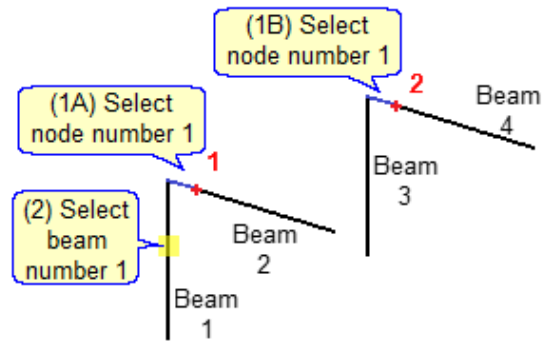 (1B) Select
node number 1
2
Beam
4
(1A) Select
node number 1
1
Beam
3
(2) Select
beam
number 1
Beam
2
Beam
1